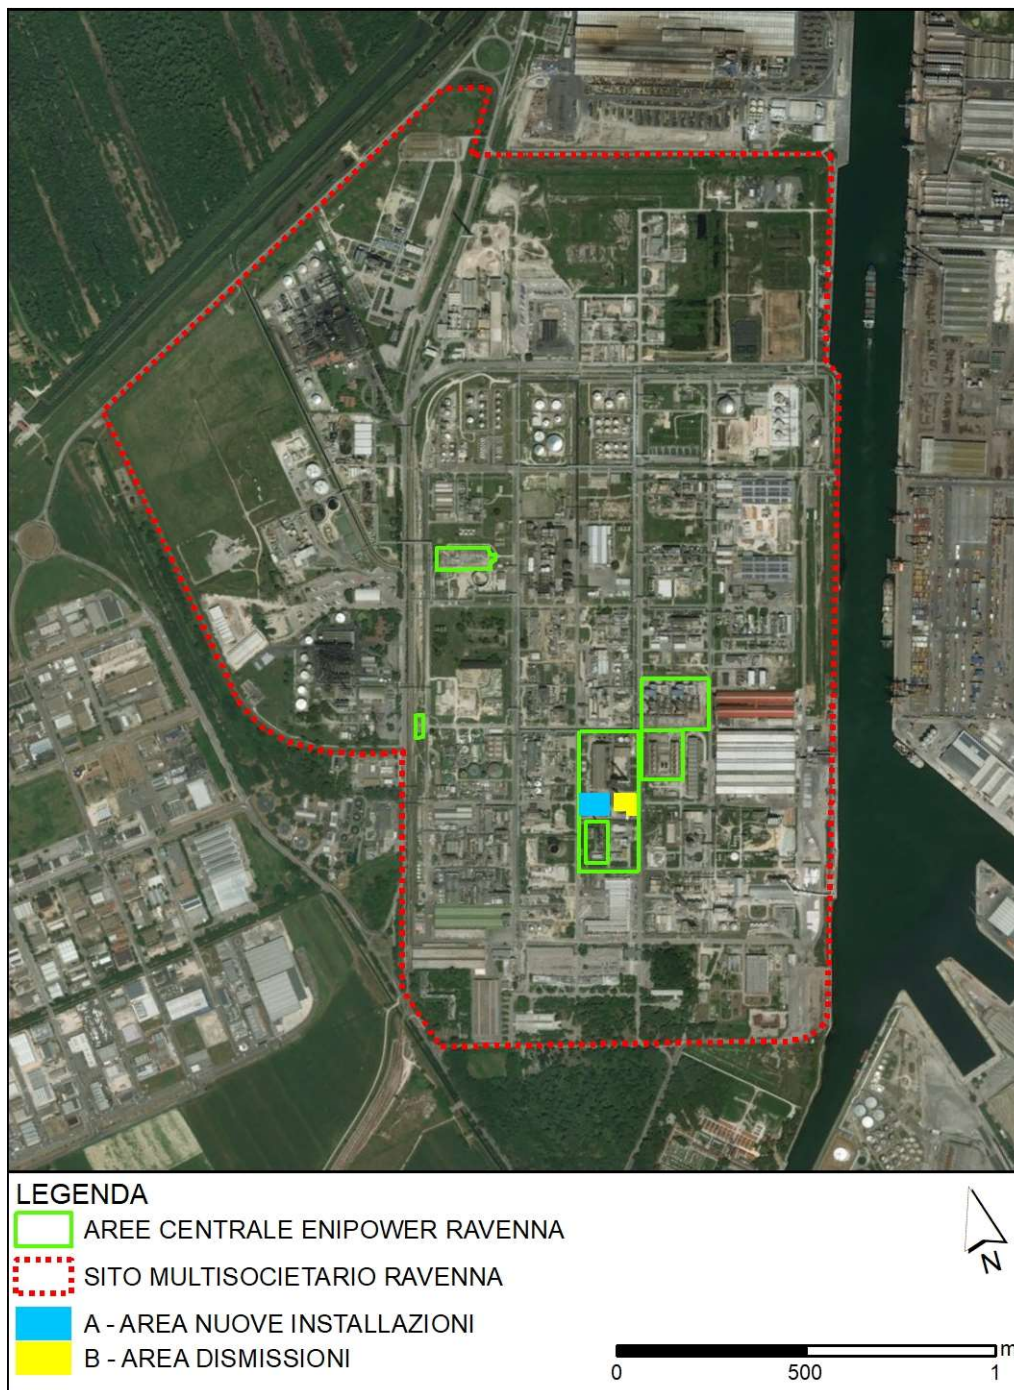 LEGENDA
AREE CENTRALE ENIPOWER RAVENNA
SITO MULTISOCIETARIO RAVENNA
A - AREA NUOVE INSTALLAZIONI
B - AREA DISMISSIONI
N
m
0 500 1